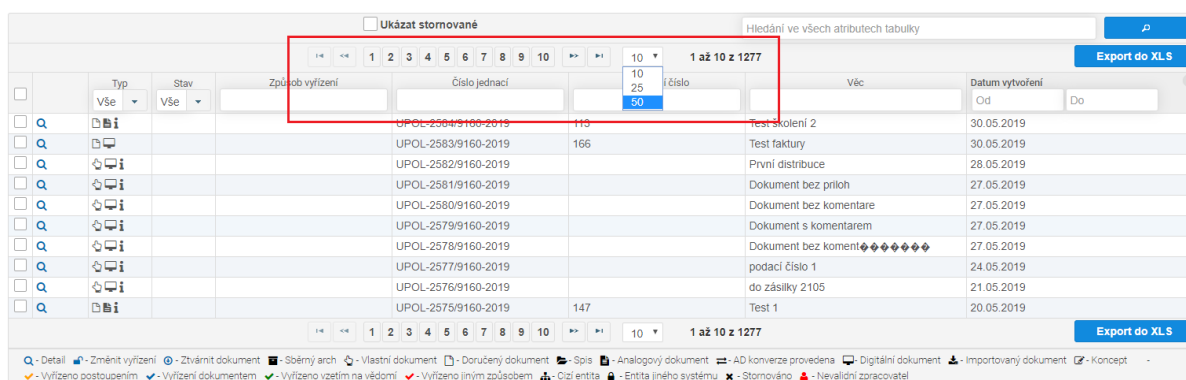 Ukázat stornované Hledání ve všech atributech tabulky
1 2 3 4 5 6 7 8 9 10 10 1 až 10 z 1277 Export do XLS
10
25
50
Typ Stav Způsob vyřízení Číslo jednací í číslo Věc Datum vytvoření
Vše Vše Od Do
UPOL-2584/9160-2019 113 Test školení 2 30.05.2019
UPOL-2583/9160-2019 166 Test faktury 30.05.2019
UPOL-2582/9160-2019 První distribuce 28.05.2019
UPOL-2581/9160-2019 Dokument bez priloh 27.05.2019
UPOL-2580/9160-2019 Dokument bez komentare 27.05.2019
UPOL-2579/9160-2019 Dokument s komentarem 27.05.2019
UPOL-2578/9160-2019 Dokument bez koment������� 27.05.2019
UPOL-2577/9160-2019 podací číslo 1 24.05.2019
UPOL-2576/9160-2019 do zásilky 2105 21.05.2019
UPOL-2575/9160-2019 147 Test 1 20.05.2019
1 2 3 4 5 6 7 8 9 10 10 1 až 10 z 1277 Export do XLS
- Detail - Změnit vyřízení - Ztvárnit dokument - Sběrný arch - Vlastní dokument - Doručený dokument - Spis - Analogový dokument - AD konverze provedena - Digitální dokument - Importovaný dokument - Koncept -
- Vyřízeno postoupením - Vyřízení dokumentem - Vyřízeno vzetím na vědomí - Vyřízeno jiným způsobem - Cizí entita - Entita jiného systému - Stornováno - Nevalidní zpracovatel